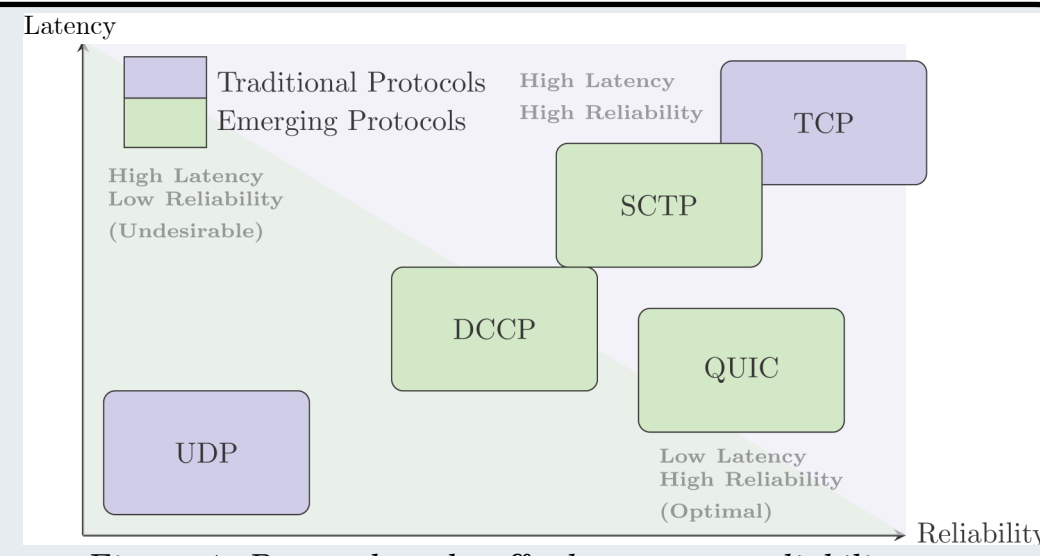 Latency
Traditional Protocols
Emerging Protocols
High Latency
High Reliability
TCP
High Latency
Low Reliability
(Undesirable)
SCTP
DCCP
QUIC
UDP
Low Latency
High Reliability
(Optimal)
Reliability